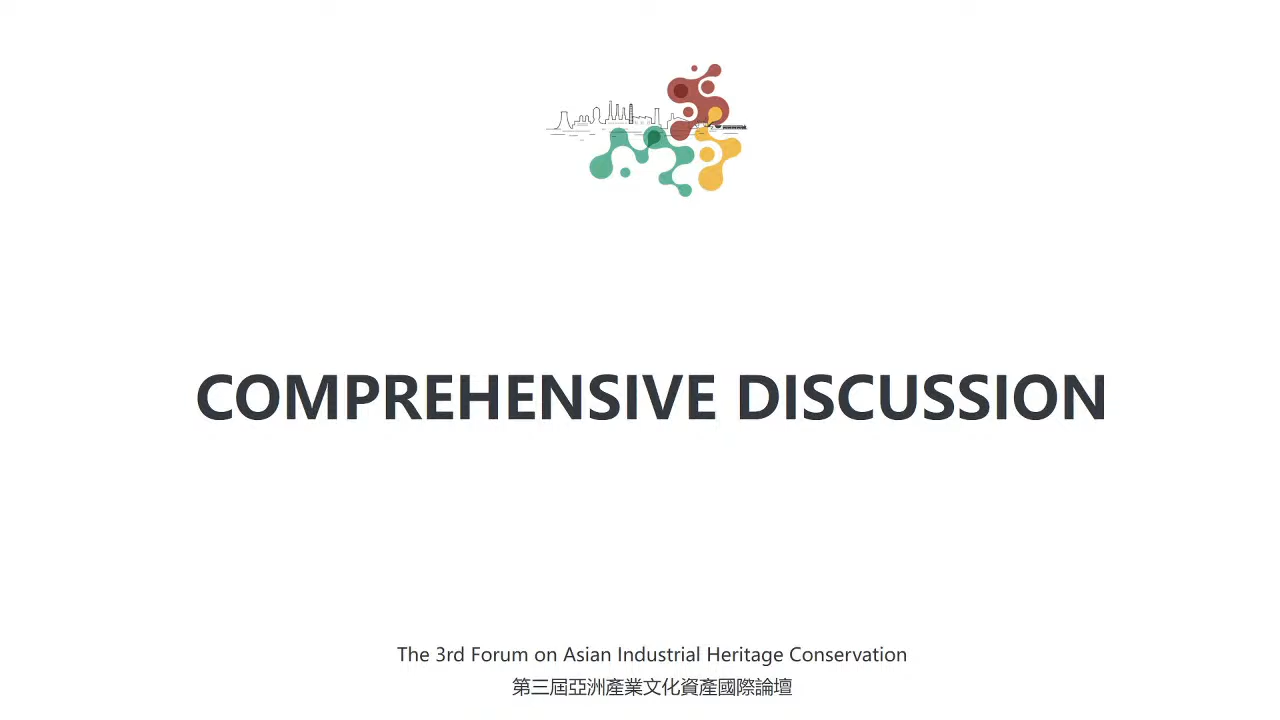 COMPREHENSIVE DISCUSSION
The 3rd Forum on Asian Industrial Heritage Conservation
第三屆亞洲產業文化資產國際論壇